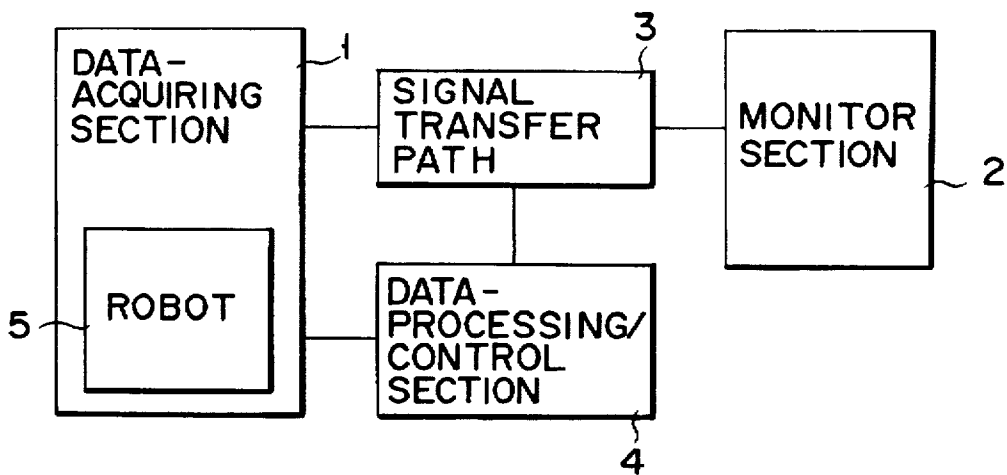 1
DATA-
ACQUIRING
SECTION
5
ROBOT
3
SIGNAL
TRANSFER
PATH
DATA-
PROCESSING/
CONTROL
SECTION
4
MONITOR
SECTION
2